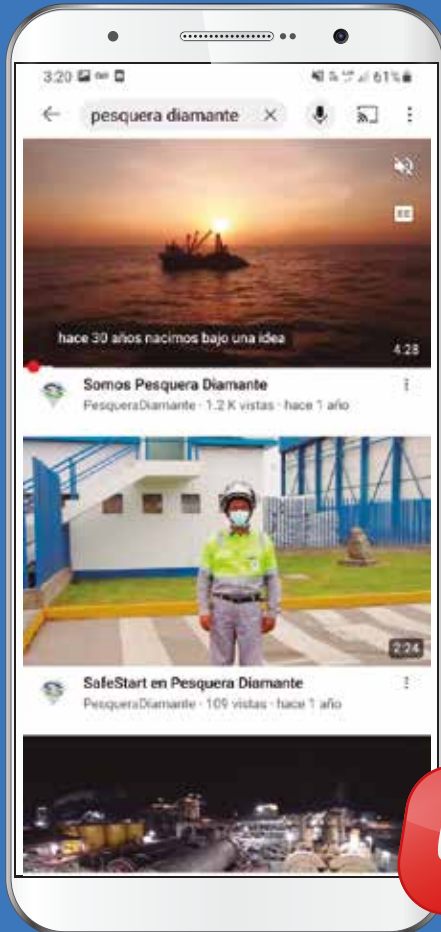 3:20
61%
pesquera diamante
hace 30 años nacimos bajo una idea
4:28
Somos Pesquera Diamante
PesqueraDiamante · 1.2 K vistas · hace 1 año
2:24
SafeStart en Pesquera Diamante
PesqueraDiamante · 109 vistas · hace 1 año